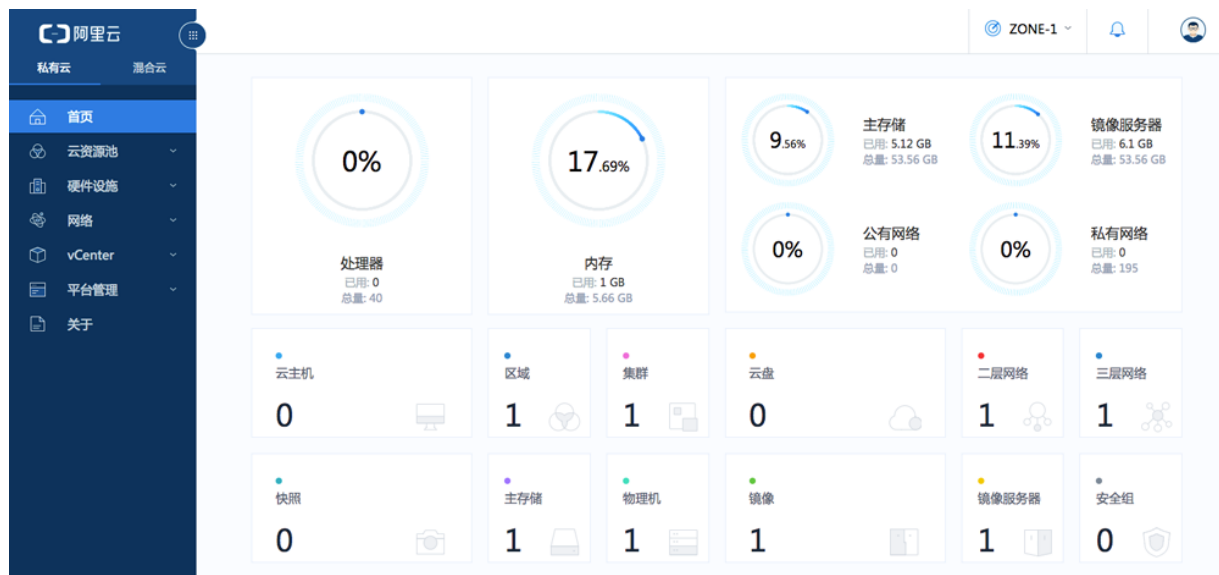 阿里云
私有云 混合云
首页
云资源池
硬件设施
网络
vCenter
平台管理
关于
ZONE-1
0%
处理器
已用: 0
总量: 40
17.69%
内存
已用: 1 GB
总量: 5.66 GB
9.56%
主存储
已用: 5.12 GB
总量: 53.56 GB
11.39%
镜像服务器
已用: 6.1 GB
总量: 53.56 GB
0%
公有网络
已用: 0
总量: 0
0%
私有网络
已用: 0
总量: 195
云主机
0
区域
1
集群
1
云盘
0
二层网络
1
三层网络
1
快照
0
主存储
1
物理机
1
镜像
1
镜像服务器
1
安全组
0